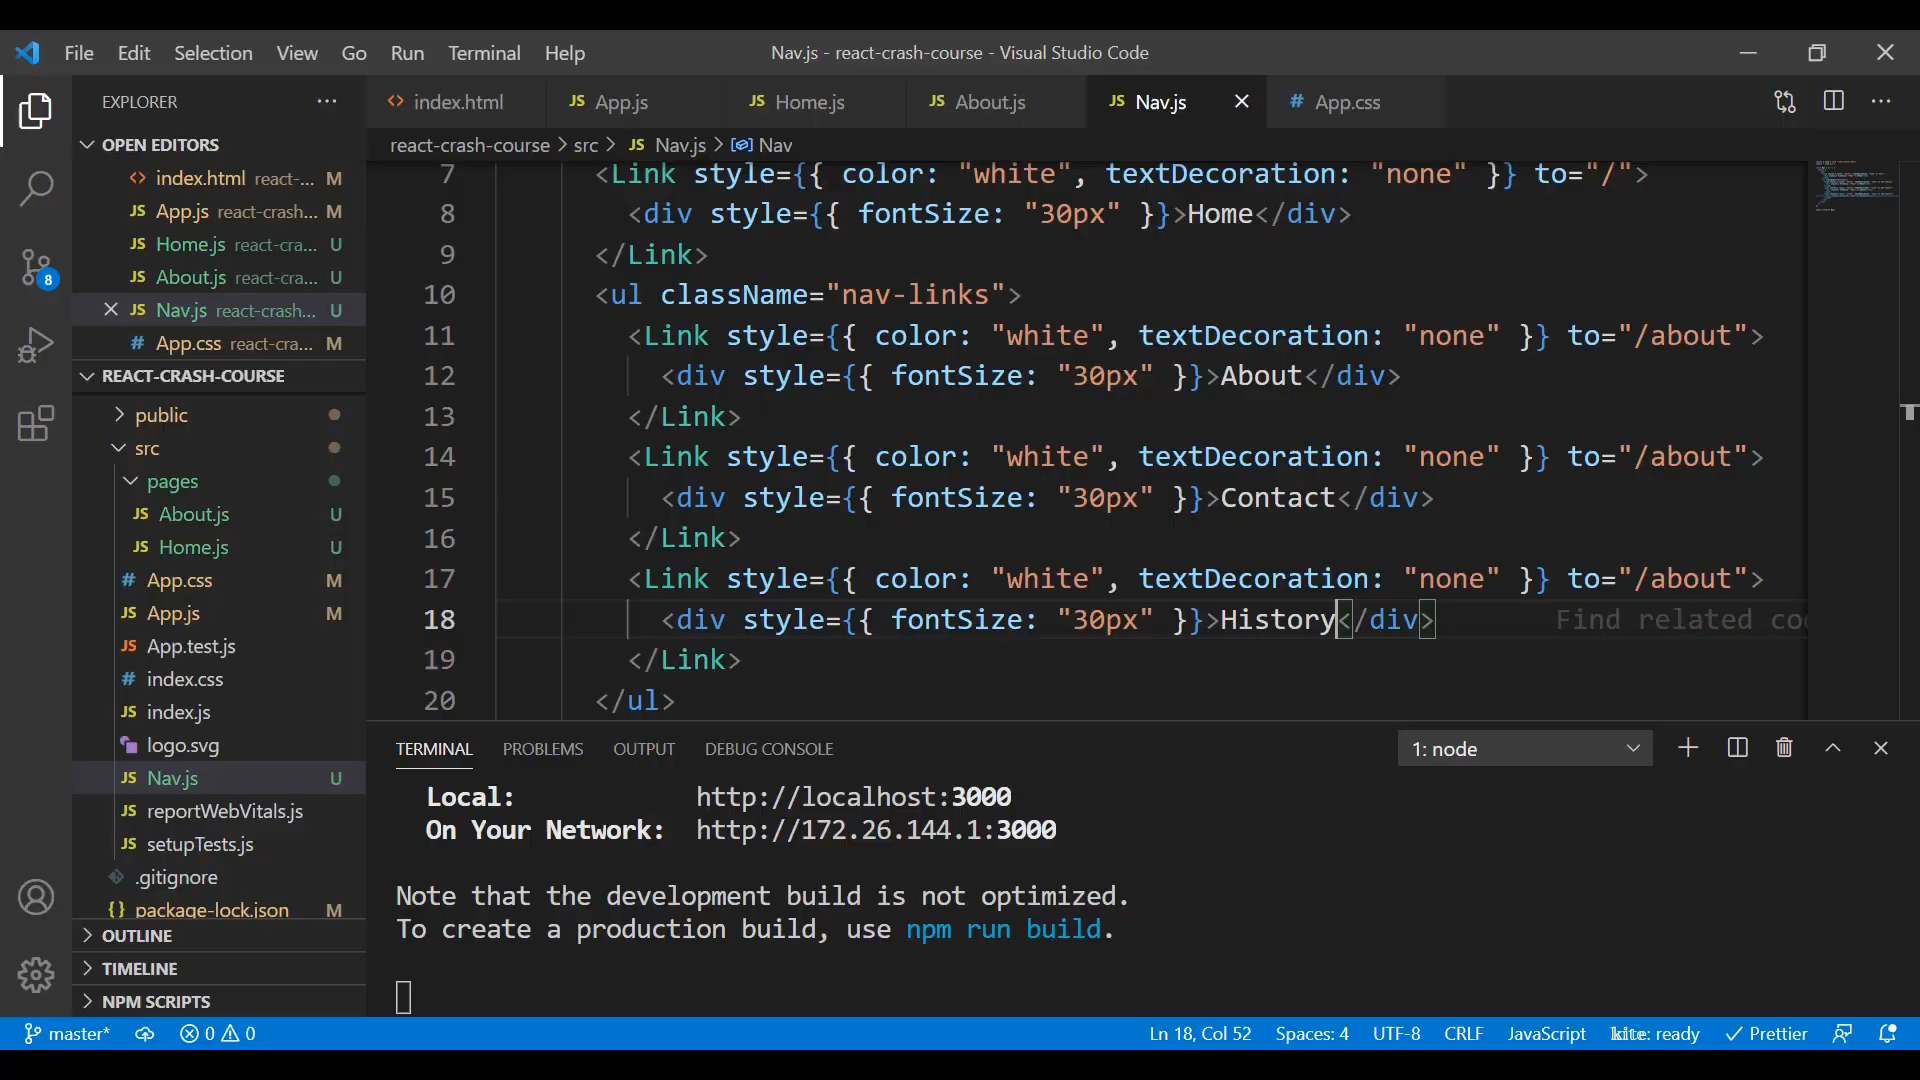 File Edit Selection View Go Run Terminal Help Nav.js - react-crash-course - Visual Studio Code
EXPLORER
index.html
App.js
Home.js
About.js
Nav.js
App.css
OPEN EDITORS
index.html react-... M
App.js react-crash... M
Home.js react-cra... U
About.js react-cra... U
Nav.js react-crash... U
App.css react-cra... M
REACT-CRASH-COURSE
public
src
pages
About.js U
Home.js U
App.css M
App.js M
App.test.js
index.css
index.js
logo.svg
Nav.js U
reportWebVitals.js
setupTests.js
.gitignore
package-lock.json M
OUTLINE
TIMELINE
NPM SCRIPTS
8
react-crash-course > src > JS Nav.js > Nav
7 <Link style={{ color: "white", textDecoration: "none" }} to="/">
8 <div style={{ fontSize: "30px" }}>Home</div>
9 </Link>
10 <ul className="nav-links">
11 <Link style={{ color: "white", textDecoration: "none" }} to="/about">
12 <div style={{ fontSize: "30px" }}>About</div>
13 </Link>
14 <Link style={{ color: "white", textDecoration: "none" }} to="/about">
15 <div style={{ fontSize: "30px" }}>Contact</div>
16 </Link>
17 <Link style={{ color: "white", textDecoration: "none" }} to="/about">
18 <div style={{ fontSize: "30px" }}>History</div> Find related
19 </Link>
20 </ul>
TERMINAL PROBLEMS OUTPUT DEBUG CONSOLE 1: node
Local: http://localhost:3000
On Your Network: http://172.26.144.1:3000
Note that the development build is not optimized.
To create a production build, use npm run build.
master* 0 0 Ln 18, Col 52 Spaces: 4 UTF-8 CRLF JavaScript kite: ready Prettier